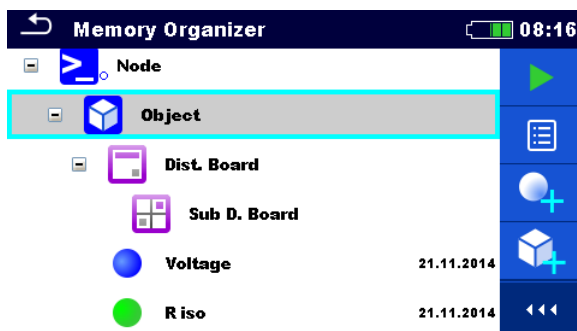 Memory Organizer 08:16
Node
Object
Dist. Board
Sub D. Board
Voltage 21.11.2014
R iso 21.11.2014